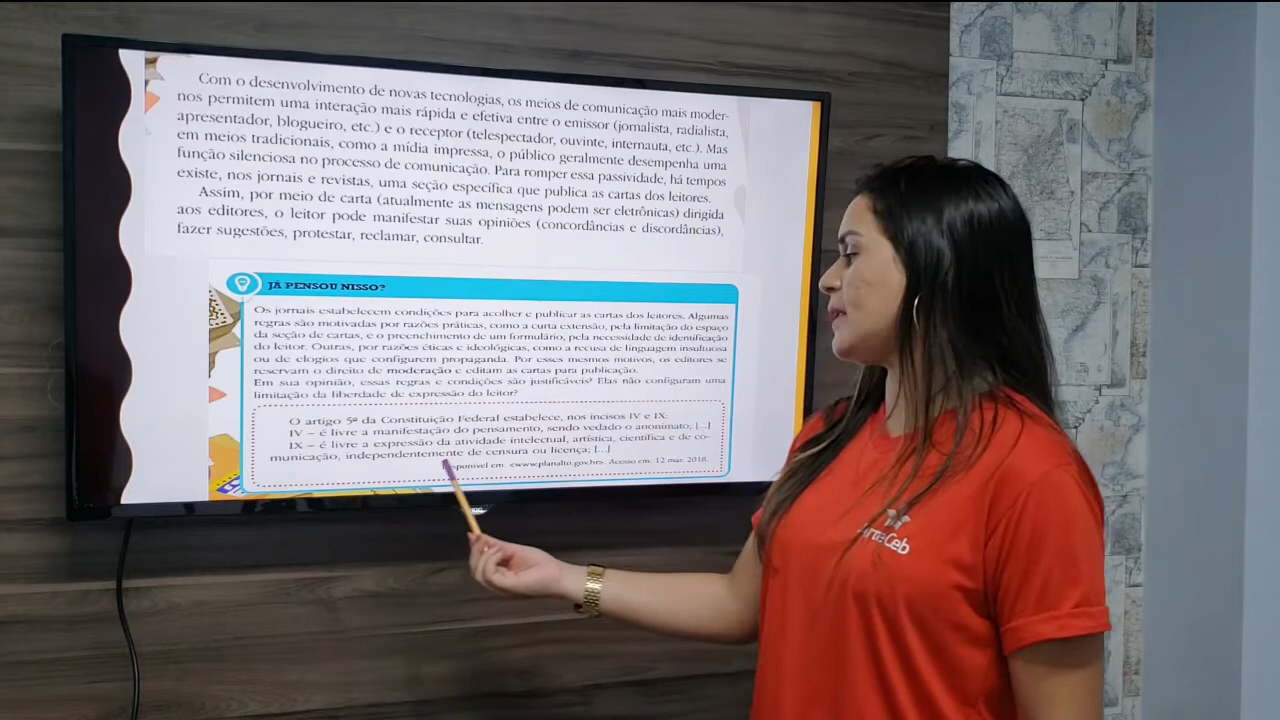 Com o desenvolvimento de novas tecnologias, os meios de comunicação mais moder-
nos permitem uma interação mais rápida e efetiva entre o emissor (jornalista, radialista,
apresentador, blogueiro, etc.) e o receptor (telespectador, ouvinte, internauta, etc.). Mas
em meios tradicionais, como a mídia impressa, o público geralmente desempenha uma
função silenciosa no processo de comunicação. Para romper essa passividade, há tempos
existe, nos jornais e revistas, uma seção específica que publica as cartas dos leitores.
Assim, por meio de carta (atualmente as mensagens podem ser eletrônicas) dirigida
aos editores, o leitor pode manifestar suas opiniões (concordâncias e discordâncias),
fazer sugestões, protestar, reclamar, consultar.
JÁ PENSOU NISSO?
Os jornais estabelecem condições para acolher e publicar as cartas dos leitores. Algumas
regras são motivadas por razões práticas, como a curta extensão, pela limitação do espaço
da seção de cartas, e o preenchimento de um formulário, pela necessidade de identificação
do leitor. Outras, por razões éticas e ideológicas, como a recusa de linguagem insultuosa
ou de elogios que configurem propaganda. Por esses mesmos motivos, os editores se
reservam o direito de moderação e editam as cartas para publicação.
Em sua opinião, essas regras e condições são justificáveis? Elas não configuram uma
limitação da liberdade de expressão do leitor?
O artigo 5º da Constituição Federal estabelece, nos incisos IV e IX:
IV – é livre a manifestação do pensamento, sendo vedado o anonimato; [...]
IX – é livre a expressão da atividade intelectual, artística, científica e de co-
municação, independentemente de censura ou licença; [...]
ponível em: <www.planalto.gov.br>. Acesso em: 12 mar. 2018.
Ceb